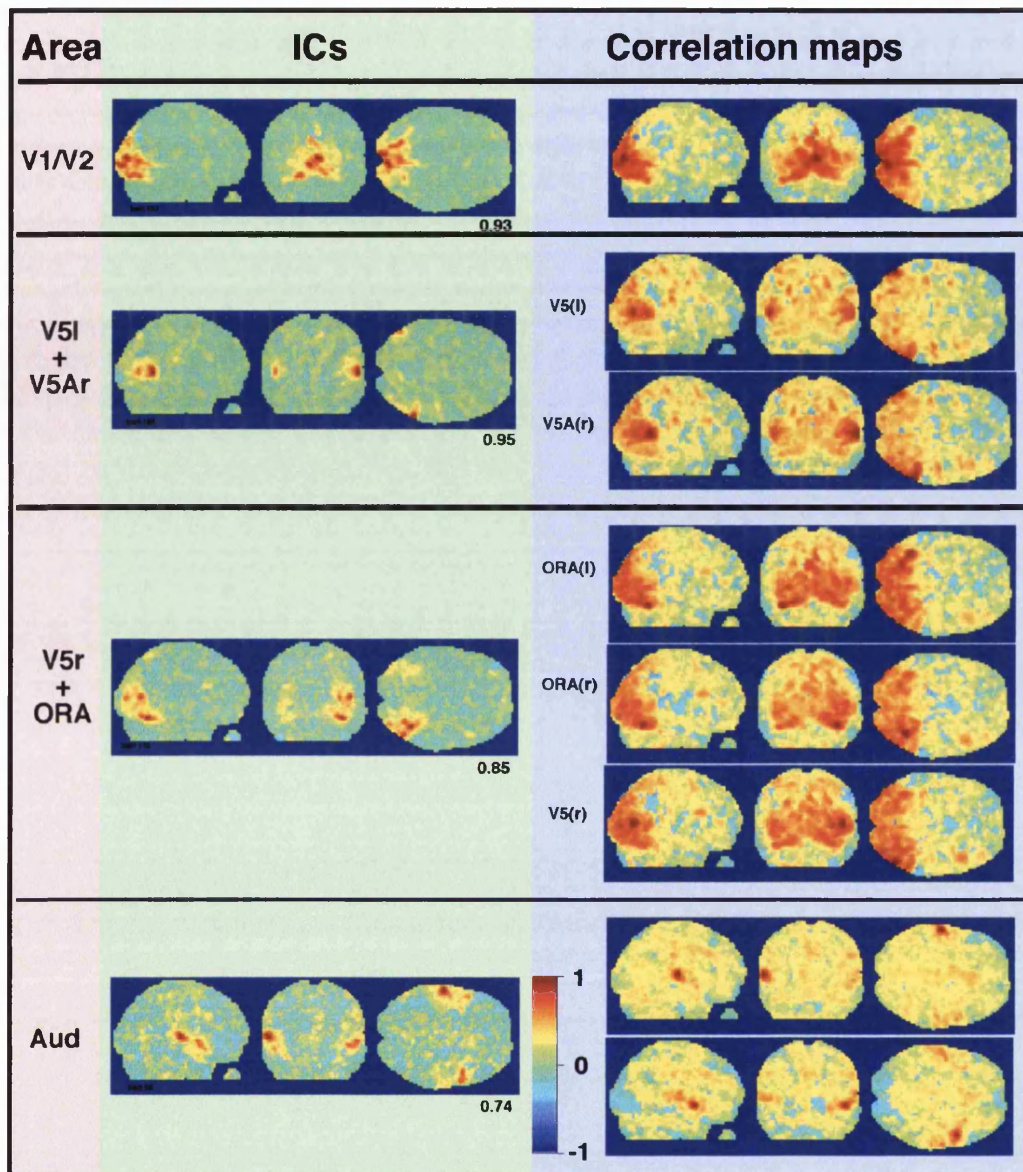 Area ICs Correlation maps
V1/V2
0.93
V5l
+
V5Ar
0.95
V5(l)
V5A(r)
V5r
+
ORA
0.85
ORA(l)
ORA(r)
V5(r)
Aud
0.74
1
0
-1